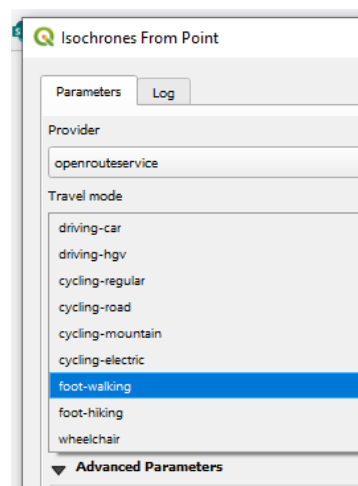 Isochrones From Point
Parameters
Log
Provider
openrouteservice
Travel mode
driving-car
driving-hgv
cycling-regular
cycling-road
cycling-mountain
cycling-electric
foot-walking
foot-hiking
wheelchair
Advanced Parameters